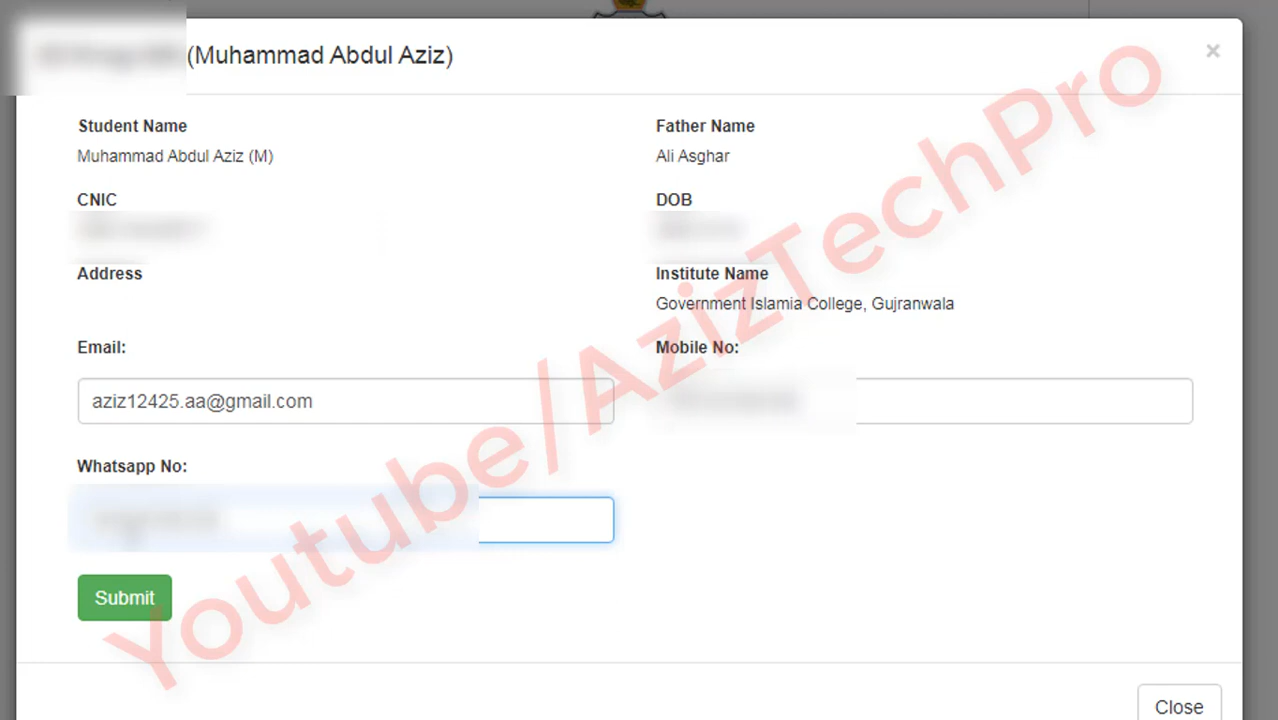 (Muhammad Abdul Aziz)
×
Student Name
Muhammad Abdul Aziz (M)
Father Name
Ali Asghar
CNIC
DOB
Address
Institute Name
Government Islamia College, Gujranwala
Email:
aziz12425.aa@gmail.com
Mobile No:
Whatsapp No:
Submit
Close
Youtube/AzizTechPro